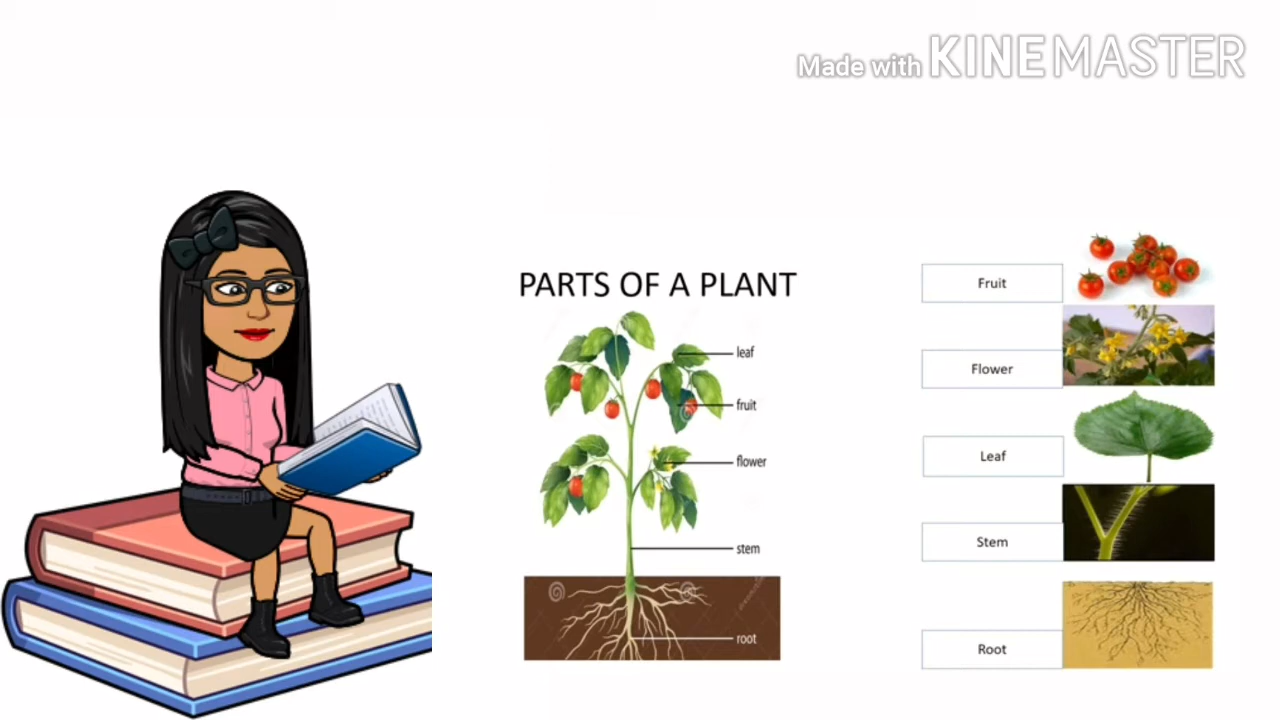 Made with KINEMASTER
PARTS OF A PLANT
leaf
fruit
flower
stem
root
Fruit
Flower
Leaf
Stem
Root